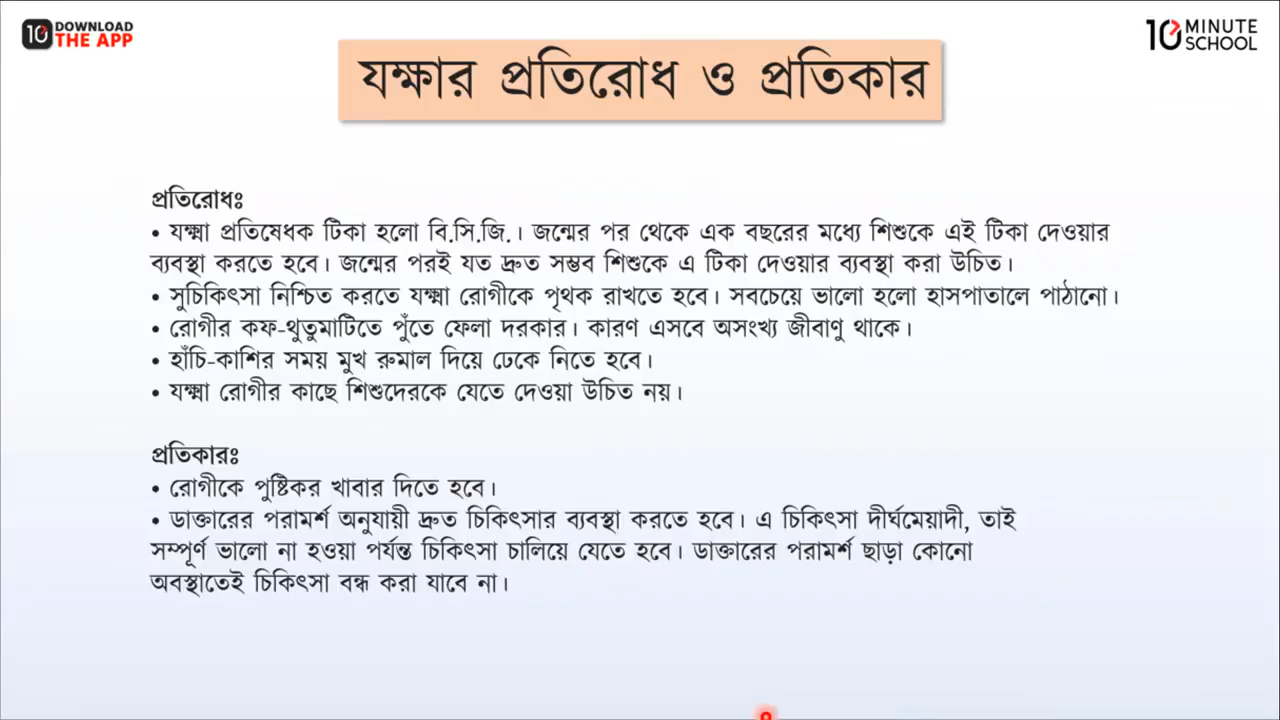 DOWNLOAD
THE APP
10 MINUTE
SCHOOL
যক্ষার প্রতিরোধ ও প্রতিকার
প্রতিরোধঃ
• যক্ষ্মা প্রতিষেধক টিকা হলো বি.সি.জি.। জন্মের পর থেকে এক বছরের মধ্যে শিশুকে এই টিকা দেওয়ার
ব্যবস্থা করতে হবে। জন্মের পরই যত দ্রুত সম্ভব শিশুকে এ টিকা দেওয়ার ব্যবস্থা করা উচিত।
• সুচিকিৎসা নিশ্চিত করতে যক্ষ্মা রোগীকে পৃথক রাখতে হবে। সবচেয়ে ভালো হলো হাসপাতালে পাঠানো।
• রোগীর কফ-থুতুমাটিতে পুঁতে ফেলা দরকার। কারণ এসবে অসংখ্য জীবাণু থাকে।
• হাঁচি-কাশির সময় মুখ রুমাল দিয়ে ঢেকে নিতে হবে।
• যক্ষ্মা রোগীর কাছে শিশুদেরকে যেতে দেওয়া উচিত নয়।
প্রতিকারঃ
• রোগীকে পুষ্টিকর খাবার দিতে হবে।
• ডাক্তারের পরামর্শ অনুযায়ী দ্রুত চিকিৎসার ব্যবস্থা করতে হবে। এ চিকিৎসা দীর্ঘমেয়াদী, তাই
সম্পূর্ণ ভালো না হওয়া পর্যন্ত চিকিৎসা চালিয়ে যেতে হবে। ডাক্তারের পরামর্শ ছাড়া কোনো
অবস্থাতেই চিকিৎসা বন্ধ করা যাবে না।